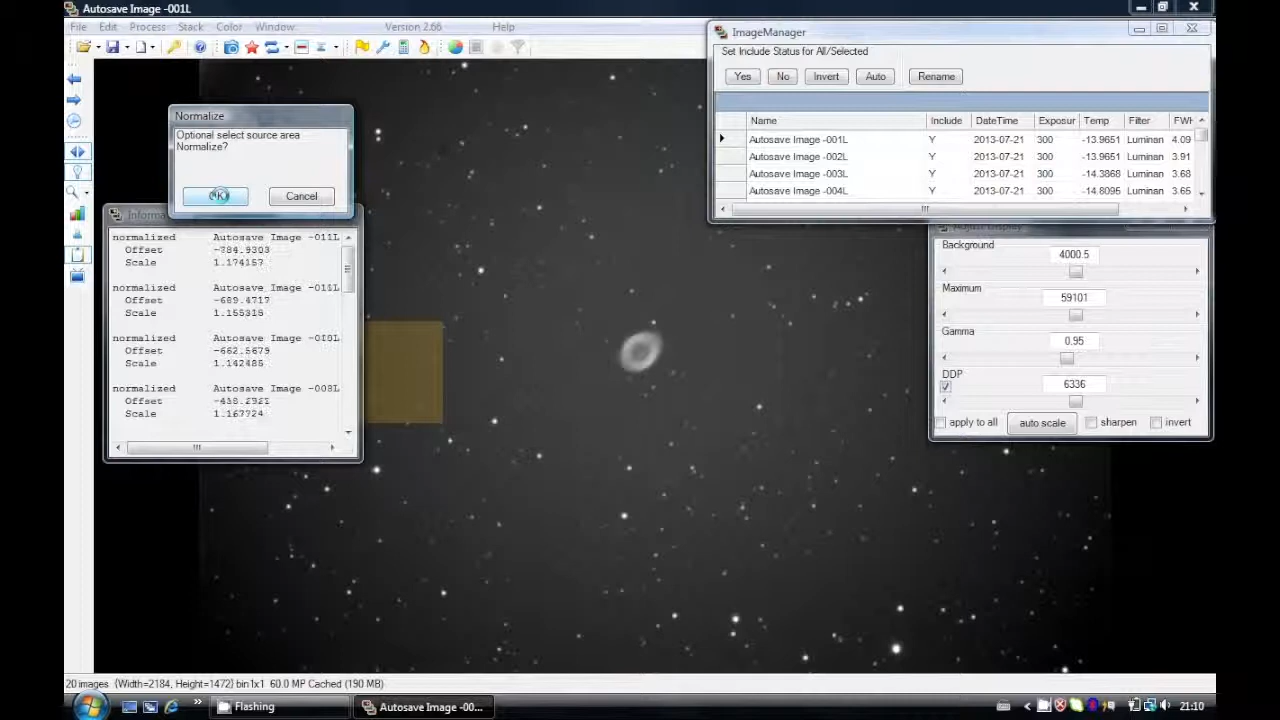 Autosave Image -001L
File Edit Process Stack Color Window Version 2.66 Help
Normalize
Optional select source area
Normalize?
OK Cancel
normalized Autosave Image -011L
Offset
Scale 1.174157
normalized Autosave Image -011L
Offset -689.4717
Scale 1.155315
normalized Autosave Image -010L
Offset -662.5679
Scale 1.142485
normalized Autosave Image -008L
Offset
Scale 1.167724
ImageManager
Set Include Status for All/Selected
Yes No Invert Auto Rename
Name Include DateTime Exposur Temp Filter FWH
Autosave Image -001L Y 2013-07-21 300 -13.9651 Luminan 4.09
Autosave Image -002L Y 2013-07-21 300 -13.9651 Luminan 3.91
Autosave Image -003L Y 2013-07-21 300 -14.3868 Luminan 3.68
Autosave Image -004L Y 2013-07-21 300 -14.8095 Luminan 3.65
Background
4000.5
Maximum
59101
Gamma
0.95
DDP
6336
apply to all auto scale sharpen invert
20 images {Width=2184, Height=1472} bin1x1 60.0 MP Cached (190 MB)
Flashing Autosave Image -00... 21:10